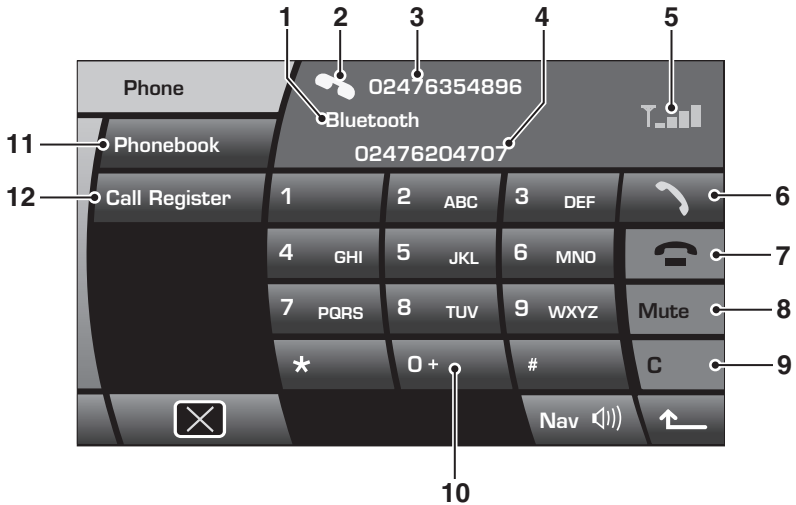 1 2 3 4 5
Phone
02476354896
Bluetooth
02476204707
11 Phonebook
12 Call Register
1 2 ABC 3 DEF 6
4 GHI 5 JKL 6 MNO 7
7 PQRS 8 TUV 9 WXYZ Mute 8
* 0 + # C 9
Nav
10